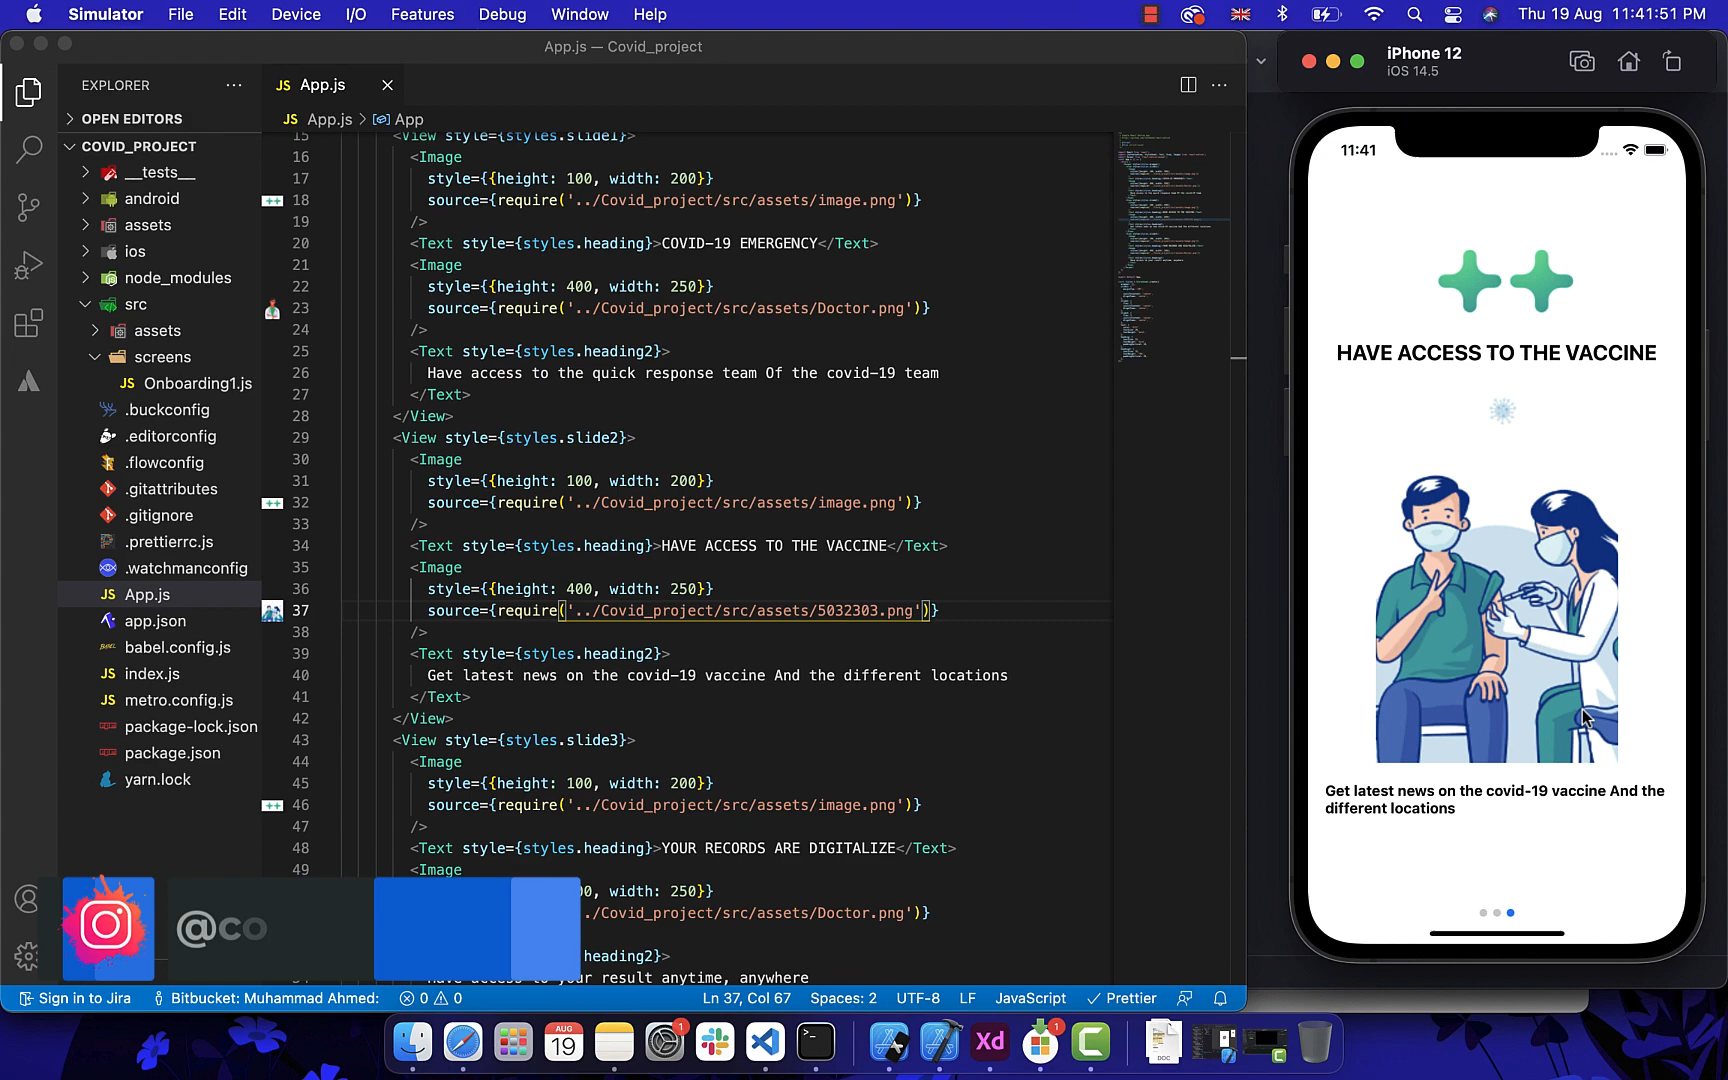 Simulator File Edit Device I/O Features Debug Window Help Thu 19 Aug 11:41:51 PM
App.js — Covid_project
iPhone 12
iOS 14.5
EXPLORER
JS App.js
OPEN EDITORS
JS App.js > App
COVID_PROJECT
__tests__
android
assets
ios
node_modules
src
assets
screens
JS Onboarding1.js
.buckconfig
.editorconfig
.flowconfig
.gitattributes
.gitignore
.prettierrc.js
.watchmanconfig
JS App.js
app.json
babel.config.js
JS index.js
JS metro.config.js
package-lock.json
package.json
yarn.lock
15 <View style={styles.slide1}>
16 <Image
17 style={{height: 100, width: 200}}
18 source={require('../Covid_project/src/assets/image.png')}
19 />
20 <Text style={styles.heading}>COVID-19 EMERGENCY</Text>
21 <Image
22 style={{height: 400, width: 250}}
23 source={require('../Covid_project/src/assets/Doctor.png')}
24 />
25 <Text style={styles.heading2}>
26 Have access to the quick response team Of the covid-19 team
27 </Text>
28 </View>
29 <View style={styles.slide2}>
30 <Image
31 style={{height: 100, width: 200}}
32 source={require('../Covid_project/src/assets/image.png')}
33 />
34 <Text style={styles.heading}>HAVE ACCESS TO THE VACCINE</Text>
35 <Image
36 style={{height: 400, width: 250}}
37 source={require('../Covid_project/src/assets/5032303.png')}
38 />
39 <Text style={styles.heading2}>
40 Get latest news on the covid-19 vaccine And the different locations
41 </Text>
42 </View>
43 <View style={styles.slide3}>
44 <Image
45 style={{height: 100, width: 200}}
46 source={require('../Covid_project/src/assets/image.png')}
47 />
48 <Text style={styles.heading}>YOUR RECORDS ARE DIGITALIZE</Text>
49 <Image
0, width: 250}}
./Covid_project/src/assets/Doctor.png')}
heading2}>
your result anytime, anywhere
@co
11:41
HAVE ACCESS TO THE VACCINE
Get latest news on the covid-19 vaccine And the
different locations
Sign in to Jira Bitbucket: Muhammad Ahmed: 0 0 Ln 37, Col 67 Spaces: 2 UTF-8 LF JavaScript Prettier
AUG
19
1
Xd
1
DOC